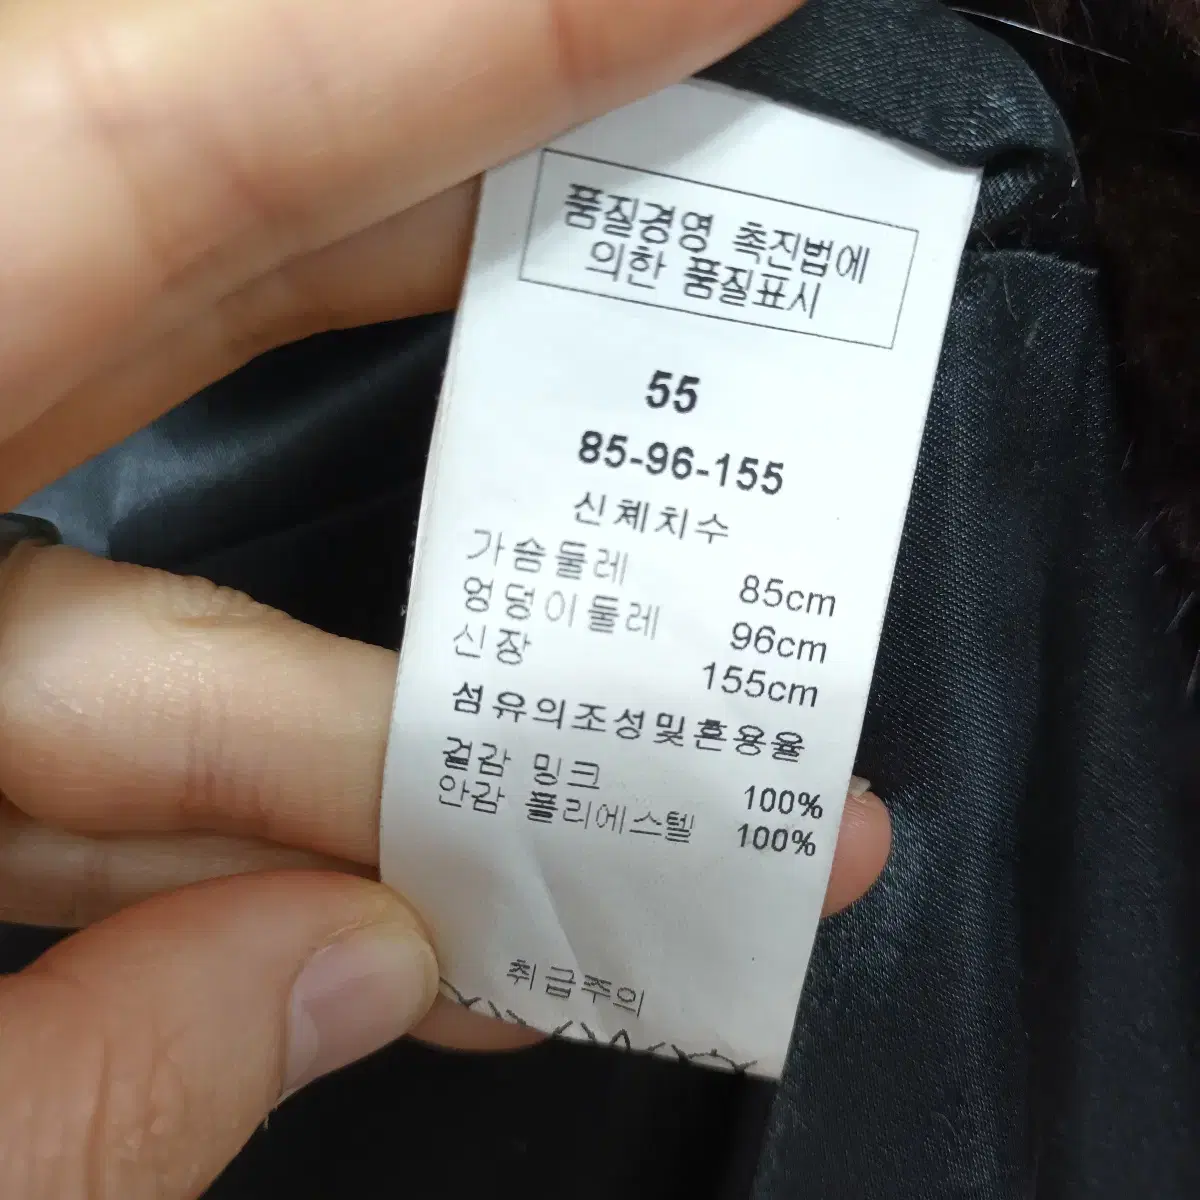 품질경영 촉진법에
의한 품질표시
55
85-96-155
신체치수
가슴둘레 85cm
엉덩이둘레 96cm
신장 155cm
섬유의조성및혼용율
겉감 밍크 100%
안감 폴리에스텔 100%
취급주의